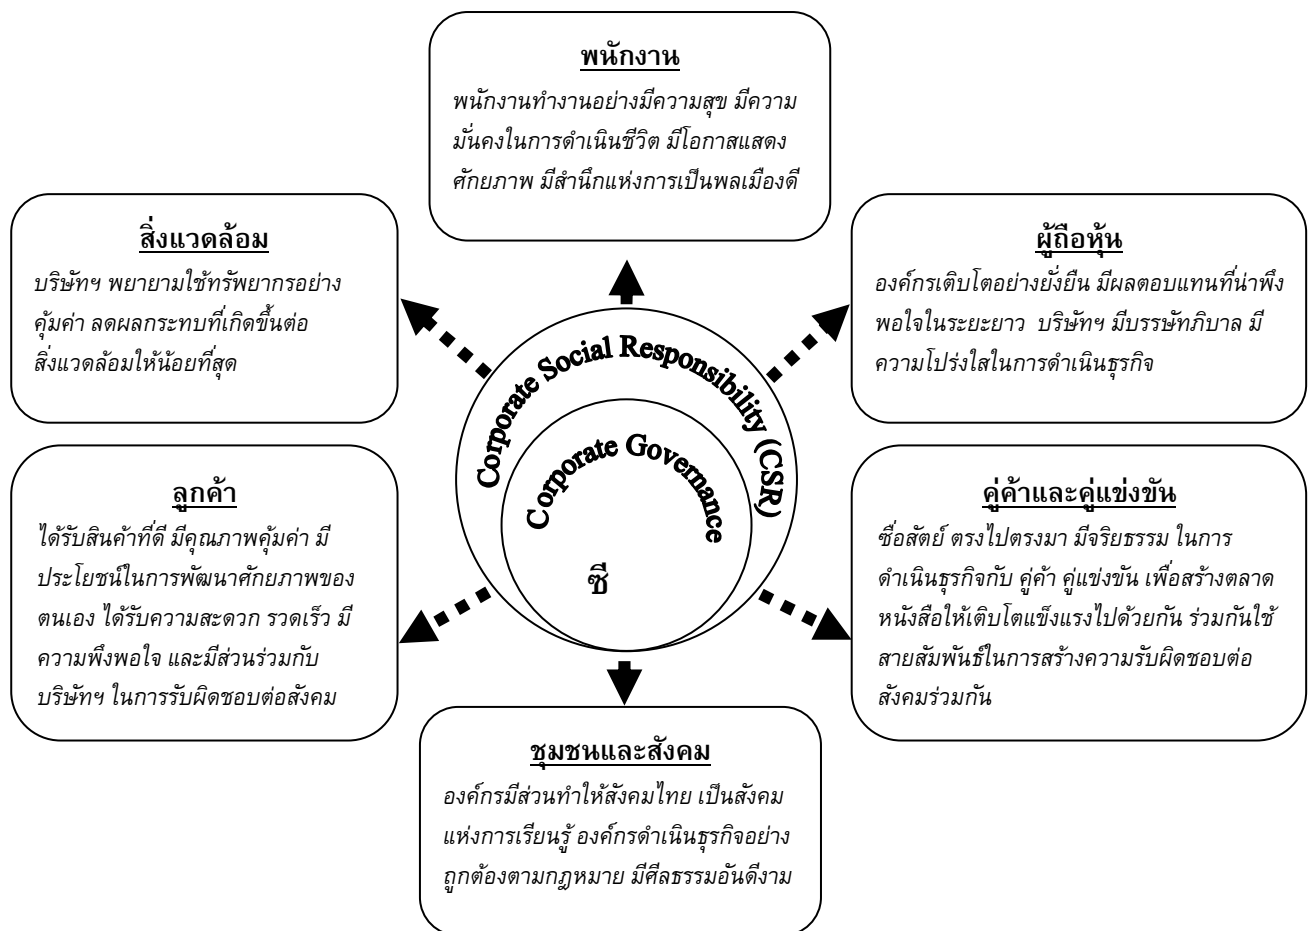 พนักงาน
พนักงานทำงานอย่างมีความสุข มีความ
มั่นคงในการดำเนินชีวิต มีโอกาสแสดง
ศักยภาพ มีสำนึกแห่งการเป็นพลเมืองดี
สิ่งแวดล้อม
บริษัทฯ พยายามใช้ทรัพยากรอย่าง
คุ้มค่า ลดผลกระทบที่เกิดขึ้นต่อ
สิ่งแวดล้อมให้น้อยที่สุด
ผู้ถือหุ้น
องค์กรเติบโตอย่างยั่งยืน มีผลตอบแทนที่น่าพึง
พอใจในระยะยาว บริษัทฯ มีบรรษัทภิบาล มี
ความโปร่งใสในการดำเนินธุรกิจ
Corporate Social Responsibility (CSR)
Corporate Governance
ซี
ลูกค้า
ได้รับสินค้าที่ดี มีคุณภาพคุ้มค่า มี
ประโยชน์ในการพัฒนาศักยภาพของ
ตนเอง ได้รับความสะดวก รวดเร็ว มี
ความพึงพอใจ และมีส่วนร่วมกับ
บริษัทฯ ในการรับผิดชอบต่อสังคม
คู่ค้าและคู่แข่งขัน
ซื่อสัตย์ ตรงไปตรงมา มีจริยธรรม ในการ
ดำเนินธุรกิจกับ คู่ค้า คู่แข่งขัน เพื่อสร้างตลาด
หนังสือให้เติบโตแข็งแรงไปด้วยกัน ร่วมกันใช้
สายสัมพันธ์ในการสร้างความรับผิดชอบต่อ
สังคมร่วมกัน
ชุมชนและสังคม
องค์กรมีส่วนทำให้สังคมไทย เป็นสังคม
แห่งการเรียนรู้ องค์กรดำเนินธุรกิจอย่าง
ถูกต้องตามกฎหมาย มีศีลธรรมอันดีงาม